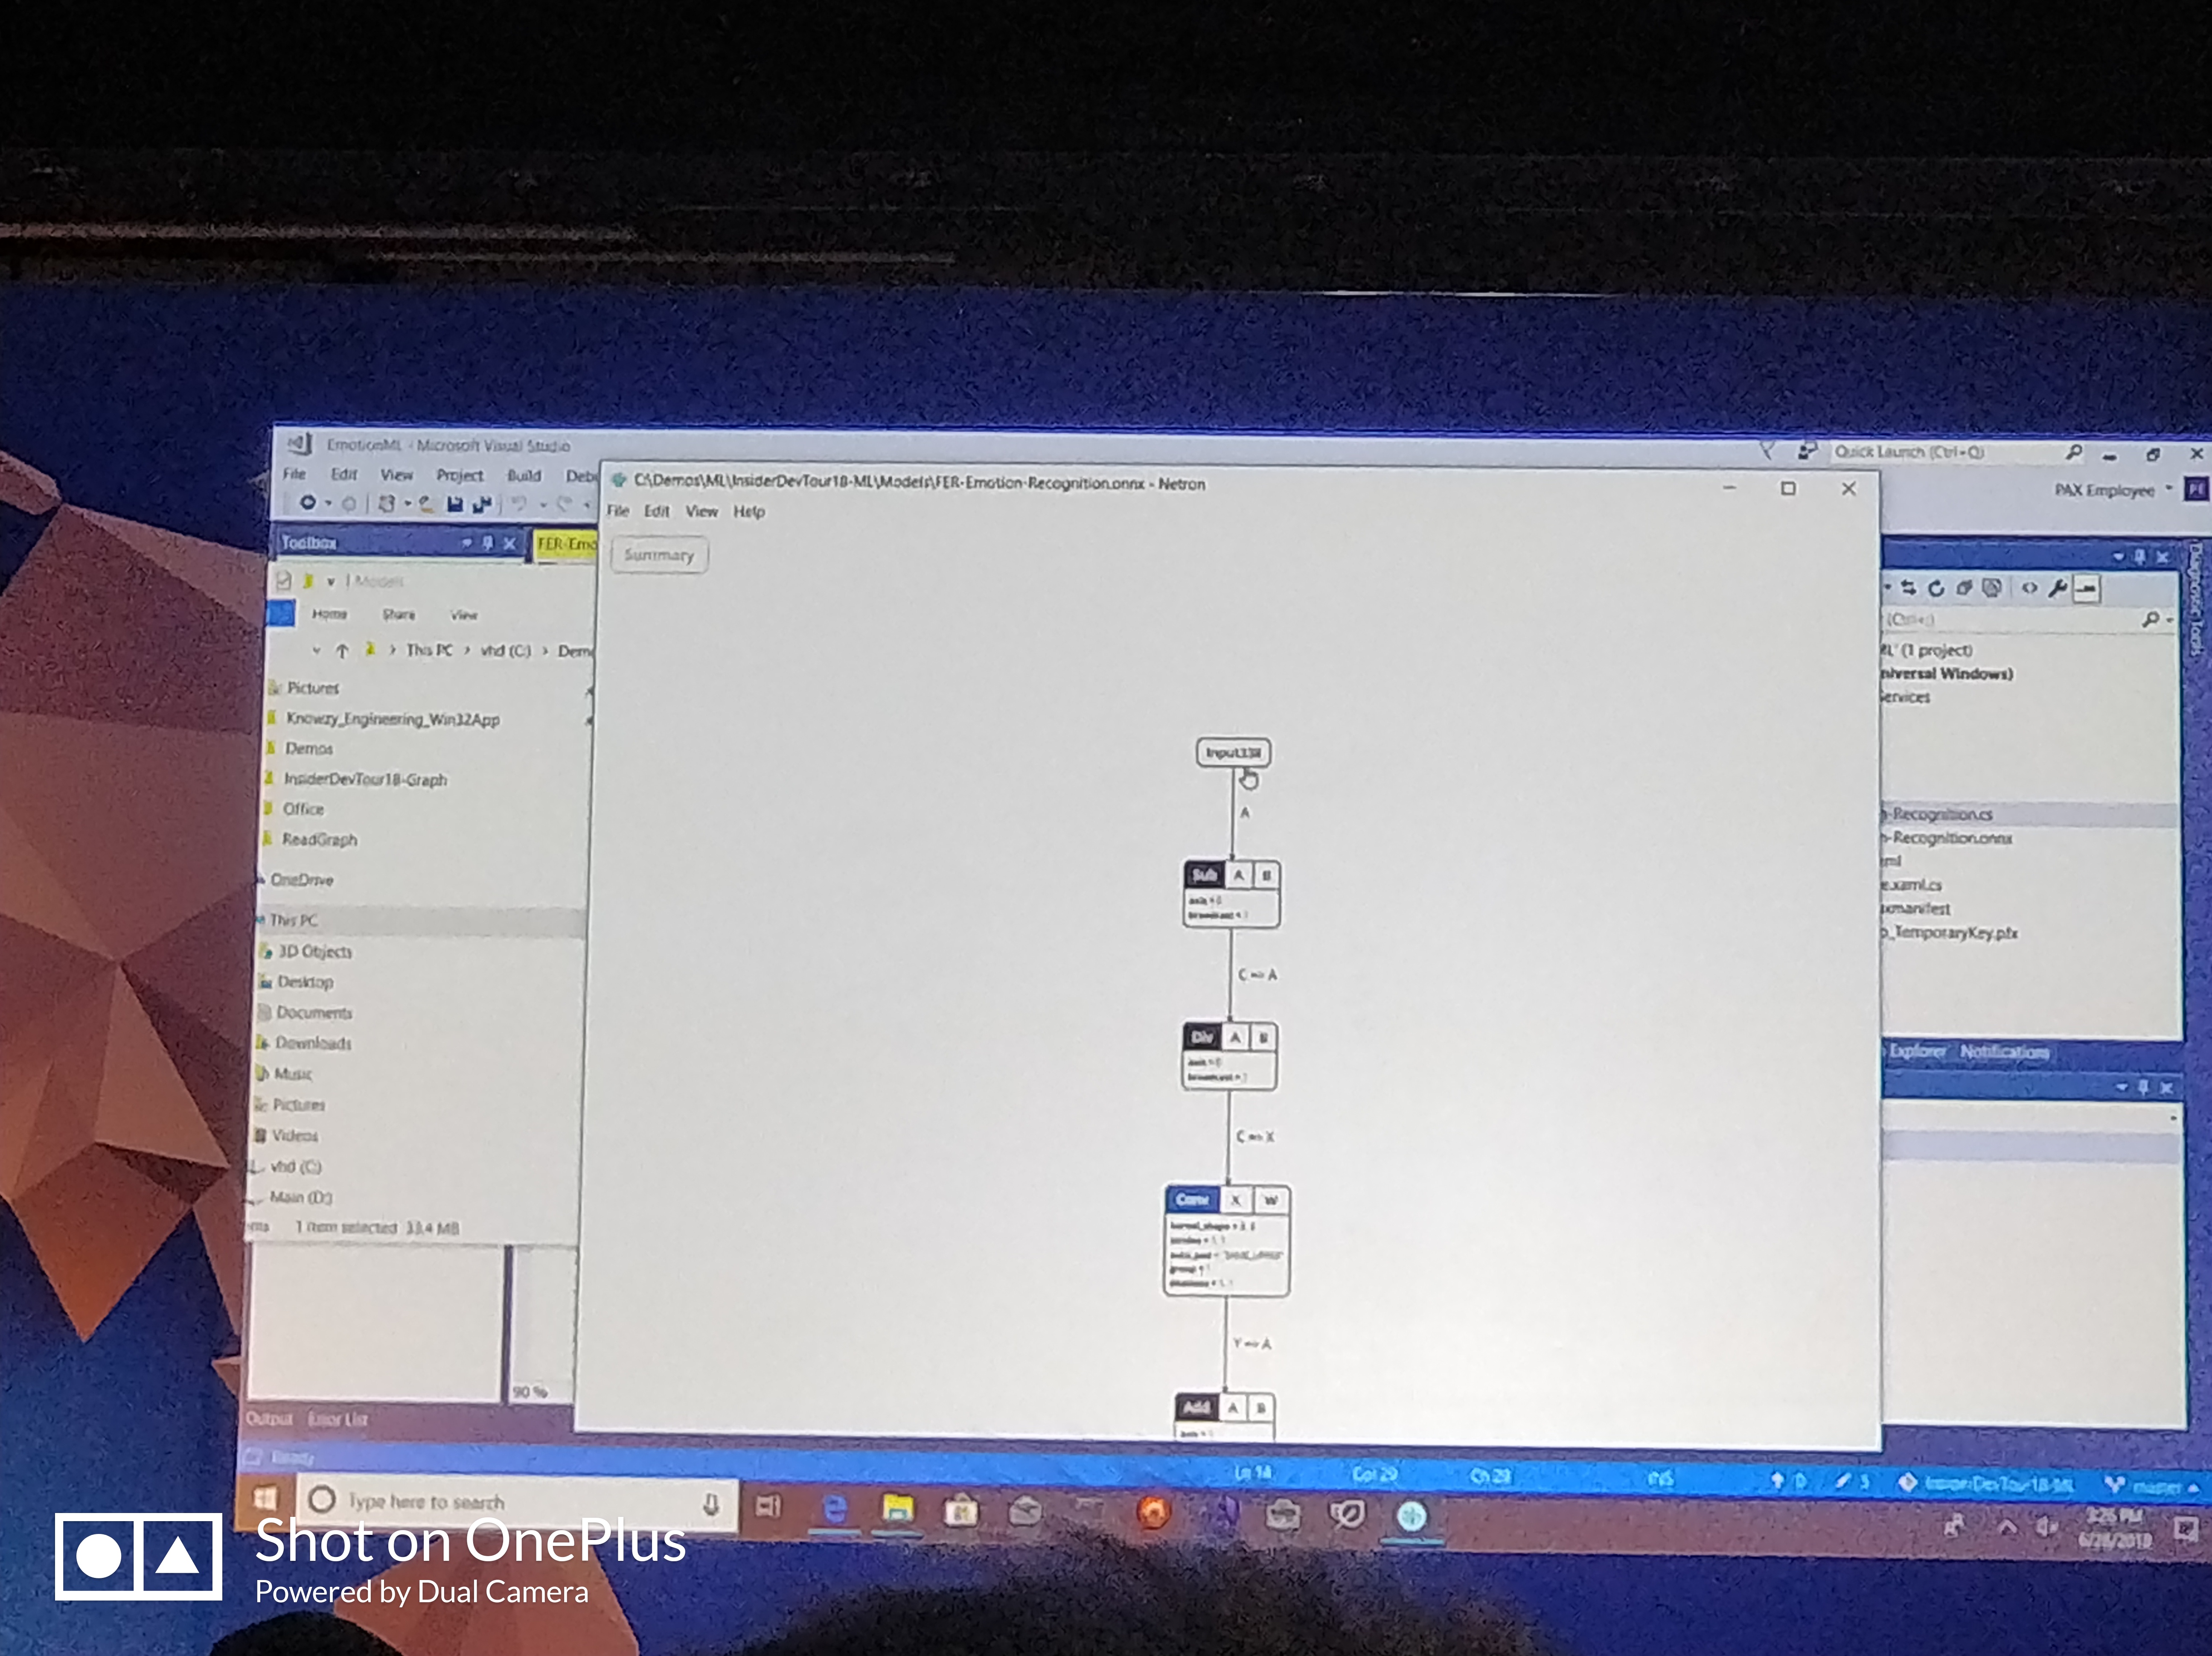 EmotionML - Microsoft Visual Studio
Quick Launch (Ctrl+Q)
File Edit View Project Build
PAX Employee
C:\Demos\ML\InsiderDevTour18-ML\Models\FER-Emotion-Recognition.onnx - Netron
File Edit View Help
Summary
Toolbox
FER-Emo
Models
Home Share View
This PC > vhd (C:) > Dem
Pictures
Knowzy_Engineering_Win32App
Demos
InsiderDevTour18-Graph
Office
ReadGraph
OneDrive
This PC
3D Objects
Desktop
Documents
Downloads
Music
Pictures
Videos
vhd (C:)
Main (D:)
1 item selected 33.4 MB
90 %
Output Error List
Ready
A
Sub A B
C => A
Div A B
C => X
Conv X W
Y => A
Add A B
Diagnostic Tools
(1 project)
niversal Windows)
ervices
-Recognition.cs
-Recognition.onnx
e.xaml.cs
xmanifest
_TemporaryKey.pfx
Explorer Notifications
Ln 14 Col 29 Ch 29 INS
InsiderDevTour18-ML master
Type here to search
3:26 PM
6/28/2018
Shot on OnePlus
Powered by Dual Camera